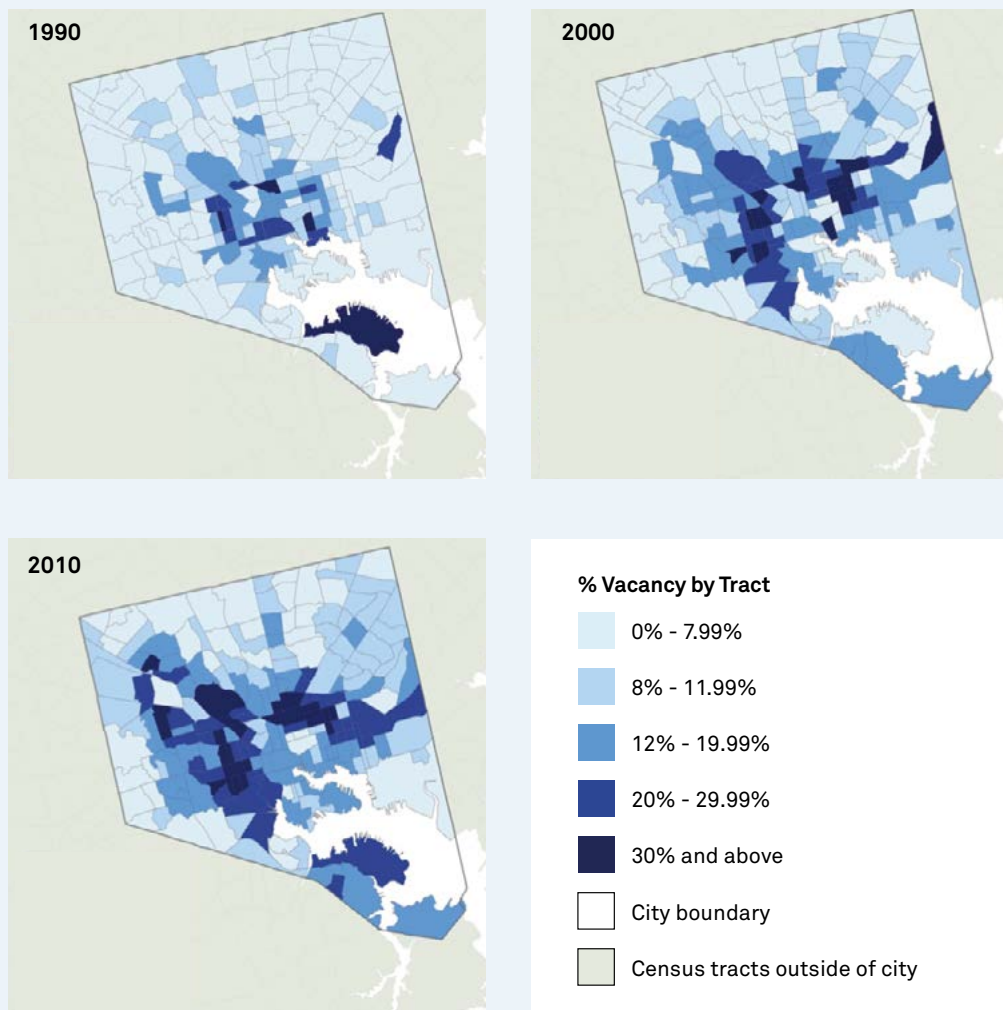 1990
2000
2010
% Vacancy by Tract
0% - 7.99%
8% - 11.99%
12% - 19.99%
20% - 29.99%
30% and above
City boundary
Census tracts outside of city